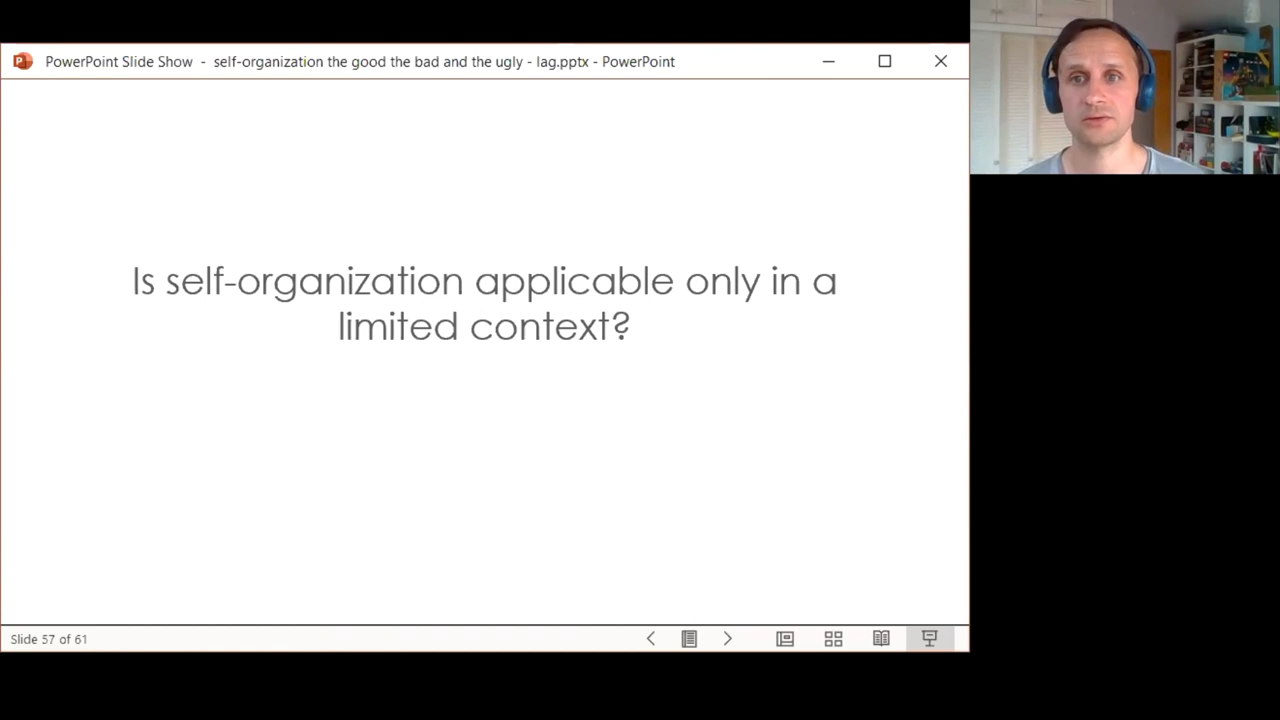 PowerPoint Slide Show - self-organization the good the bad and the ugly - lag.pptx - PowerPoint
Is self-organization applicable only in a
limited context?
Slide 57 of 61